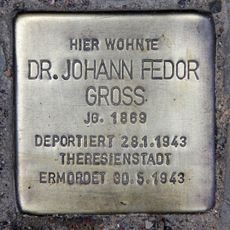 HIER WOHNTE
DR. JOHANN FEDOR
GROSS
JG. 1869
DEPORTIERT 28.1.1943
THERESIENSTADT
ERMORDET 30.5.1943